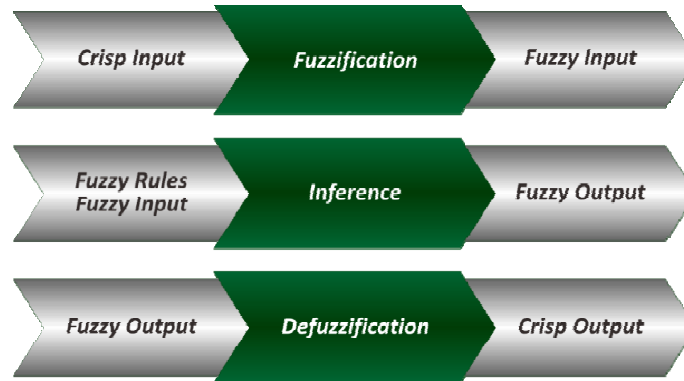 Crisp Input
Fuzzification
Fuzzy Input
Fuzzy Rules
Fuzzy Input
Inference
Fuzzy Output
Fuzzy Output
Defuzzification
Crisp Output